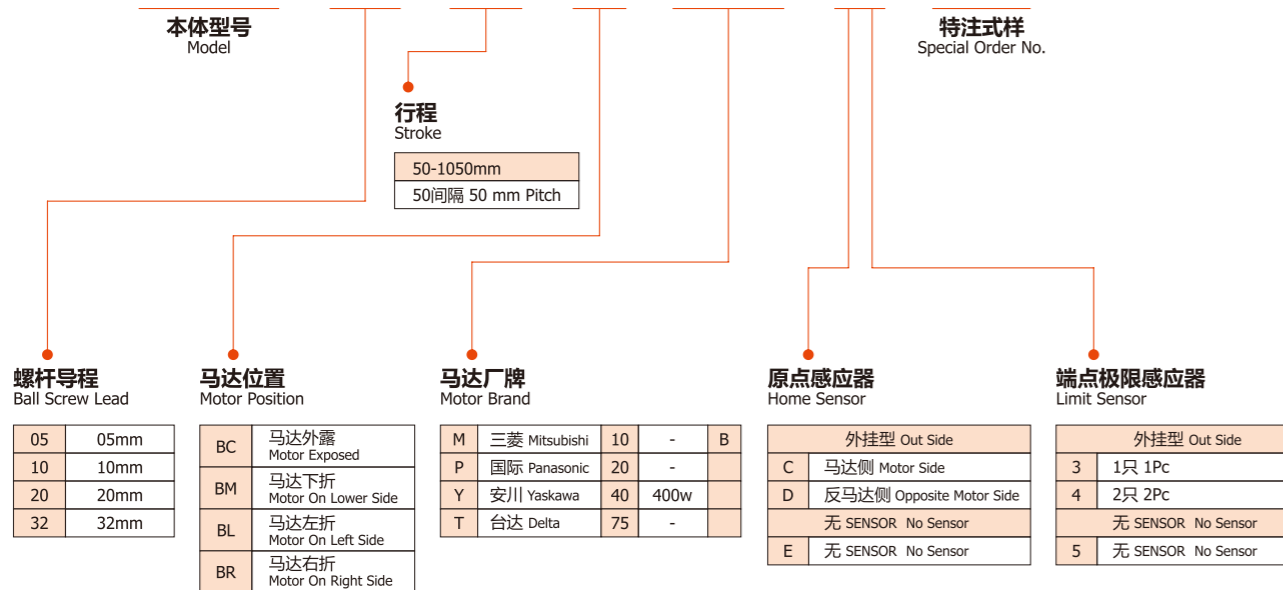 本体型号
Model
特注式样
Special Order No.
行程
Stroke
50-1050mm
50间隔 50 mm Pitch
螺杆导程
Ball Screw Lead
05 05mm
10 10mm
20 20mm
32 32mm
马达位置
Motor Position
BC 马达外露
Motor Exposed
BM 马达下折
Motor On Lower Side
BL 马达左折
Motor On Left Side
BR 马达右折
Motor On Right Side
马达厂牌
Motor Brand
M 三菱 Mitsubishi 10 - B
P 国际 Panasonic 20 -
Y 安川 Yaskawa 40 400w
T 台达 Delta 75 -
原点感应器
Home Sensor
外挂型 Out Side
C 马达侧 Motor Side
D 反马达侧 Opposite Motor Side
无 SENSOR No Sensor
E 无 SENSOR No Sensor
端点极限感应器
Limit Sensor
外挂型 Out Side
3 1只 1Pc
4 2只 2Pc
无 SENSOR No Sensor
5 无 SENSOR No Sensor